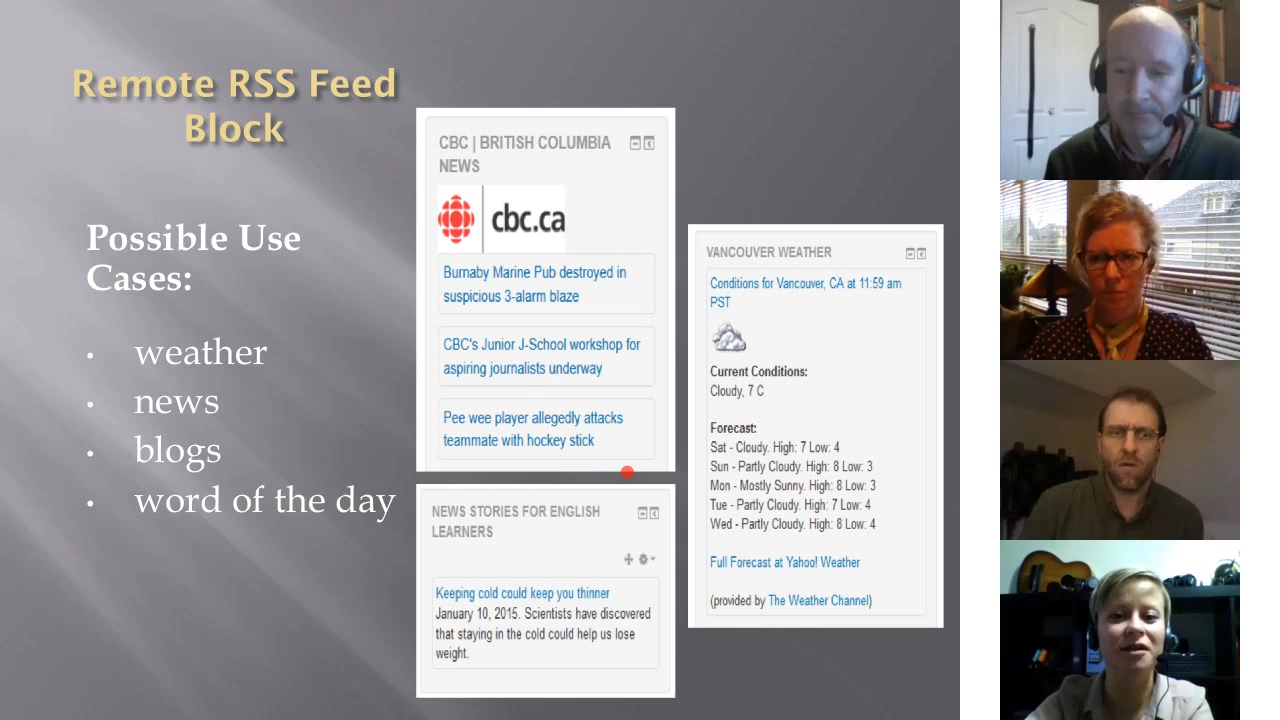 Remote RSS Feed
Block
Possible Use
Cases:
• weather
• news
• blogs
• word of the day
CBC | BRITISH COLUMBIA
NEWS
cbc.ca
Burnaby Marine Pub destroyed in
suspicious 3-alarm blaze
CBC's Junior J-School workshop for
aspiring journalists underway
Pee wee player allegedly attacks
teammate with hockey stick
NEWS STORIES FOR ENGLISH
LEARNERS
Keeping cold could keep you thinner
January 10, 2015. Scientists have discovered
that staying in the cold could help us lose
weight.
VANCOUVER WEATHER
Conditions for Vancouver, CA at 11:59 am
PST
Current Conditions:
Cloudy, 7 C
Forecast:
Sat - Cloudy. High: 7 Low: 4
Sun - Partly Cloudy. High: 8 Low: 3
Mon - Mostly Sunny. High: 8 Low: 3
Tue - Partly Cloudy. High: 7 Low: 4
Wed - Partly Cloudy. High: 8 Low: 4
Full Forecast at Yahoo! Weather
(provided by The Weather Channel)